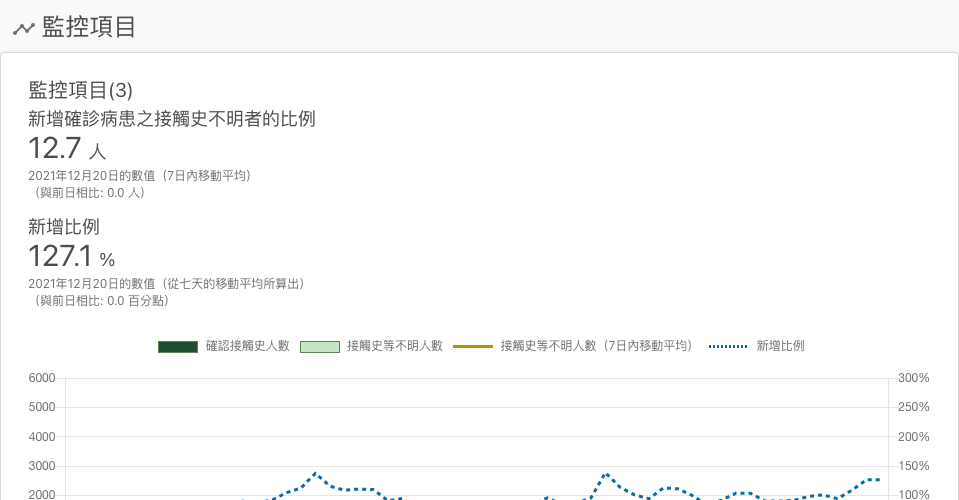 監控項目
監控項目(3)
新增確診病患之接觸史不明者的比例
12.7 人
2021年12月20日的數值（7日內移動平均）
（與前日相比: 0.0 人）
新增比例
127.1 %
2021年12月20日的數值（從七天的移動平均所算出）
（與前日相比: 0.0 百分點）
確認接觸史人數 接觸史等不明人數 接觸史等不明人數（7日內移動平均） 新增比例
6000 300%
5000 250%
4000 200%
3000 150%
2000 100%